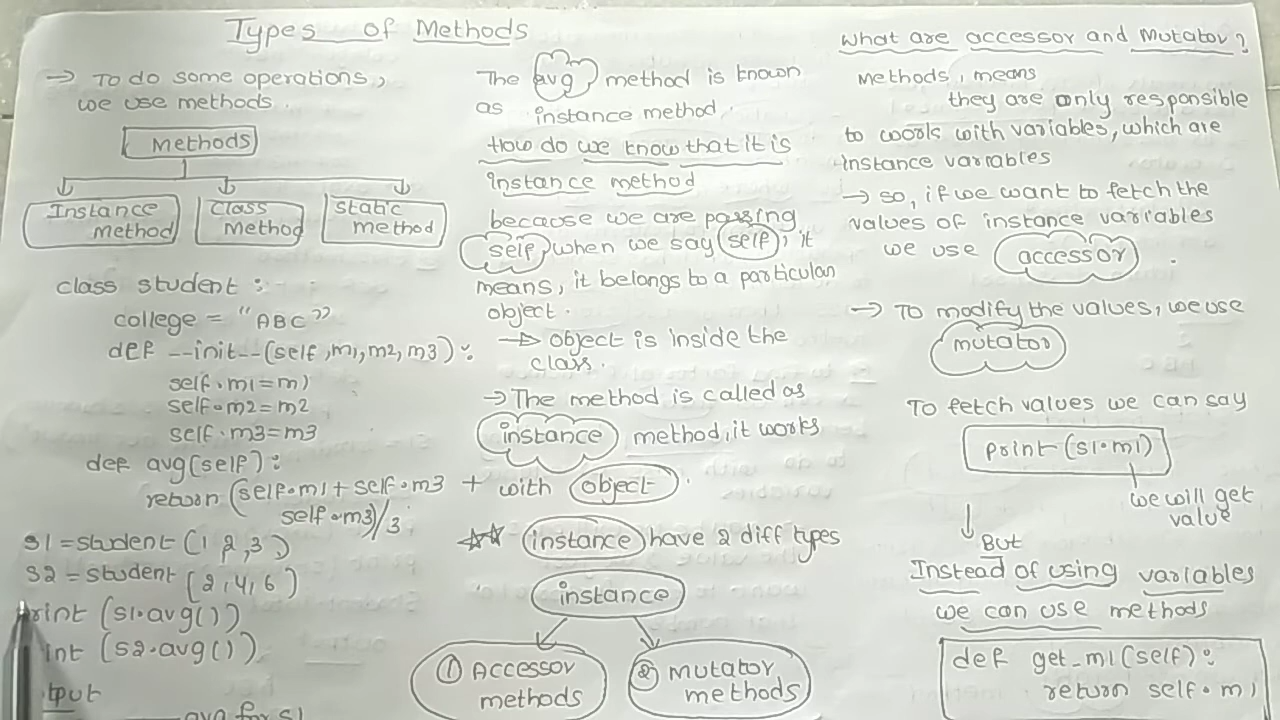 Types of Methods
→ To do some operations,
we use methods.
Methods
Instance method
class Method
static method
class student :
college = "ABC"
def __init__(self,m1,m2,m3):
self.m1=m1
self.m2=m2
self.m3=m3
def avg(self):
return (self.m1+self.m3 +
self.m3)/3
s1=student(1,2,3)
s2=student(2,4,6)
print (s1.avg())
int (s2.avg())
tput
avg for s1
The avg method is known
as instance method.
How do we know that it is
instance method
because we are passing
self, when we say self, it
means, it belongs to a particular
object.
→ object is inside the
class.
→ The method is called as
instance method, it works
with object.
☆☆ instance have 2 diff types
instance
① Accessor
methods
② Mutator
methods
What are accessor and Mutator?
Methods, means
they are only responsible
to work with variables, which are
instance variables
→ so, if we want to fetch the
values of instance variables
we use accessor.
→ To modify the values, we use
mutator
To fetch values we can say
print (s1.m1)
we will get
value
But
Instead of using variables
we can use methods
def get_m1(self):
return self.m1